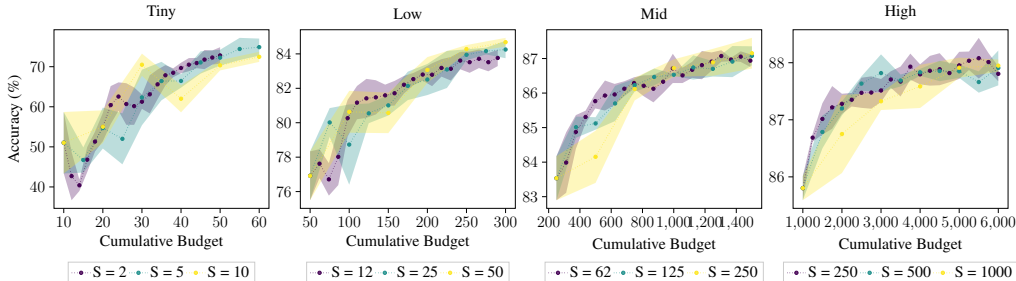 Tiny
Low
Mid
High
Accuracy (%)
70
60
50
40
84
82
80
78
76
87
86
85
84
83
88
87
86
10 20 30 40 50 60
50 100 150 200 250 300
200 400 600 800 1,000 1,200 1,400
1,000 2,000 3,000 4,000 5,000 6,000
Cumulative Budget
Cumulative Budget
Cumulative Budget
Cumulative Budget
S = 2 S = 5 S = 10
S = 12 S = 25 S = 50
S = 62 S = 125 S = 250
S = 250 S = 500 S = 1000